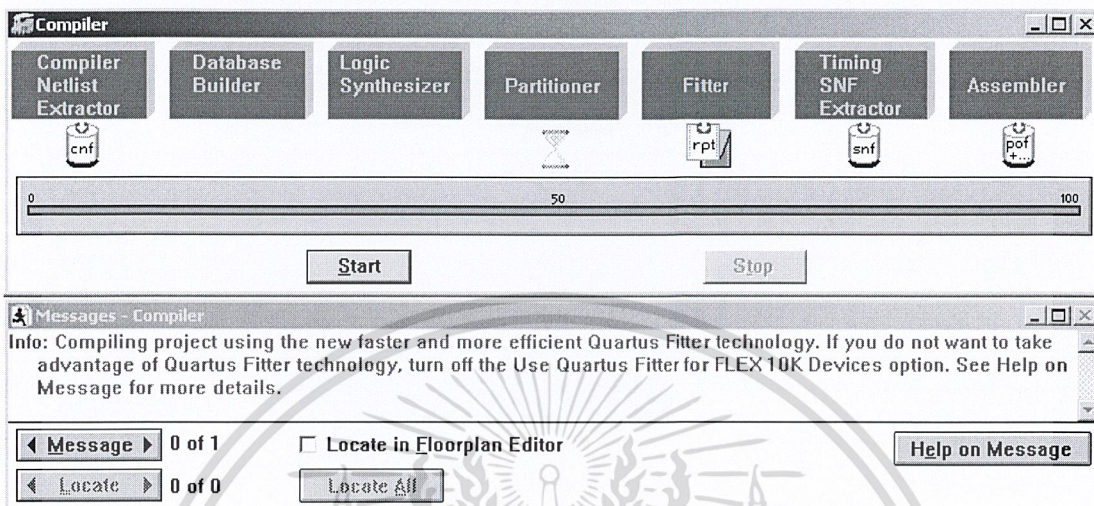 Compiler
Compiler Netlist Extractor
Database Builder
Logic Synthesizer
Partitioner
Fitter
Timing SNF Extractor
Assembler
cnf
rpt
snf
pof +...
0 50 100
Start Stop
Messages - Compiler
Info: Compiling project using the new faster and more efficient Quartus Fitter technology. If you do not want to take
advantage of Quartus Fitter technology, turn off the Use Quartus Fitter for FLEX10K Devices option. See Help on
Message for more details.
Message 0 of 1 Locate in Floorplan Editor Help on Message
Locate 0 of 0 Locate All